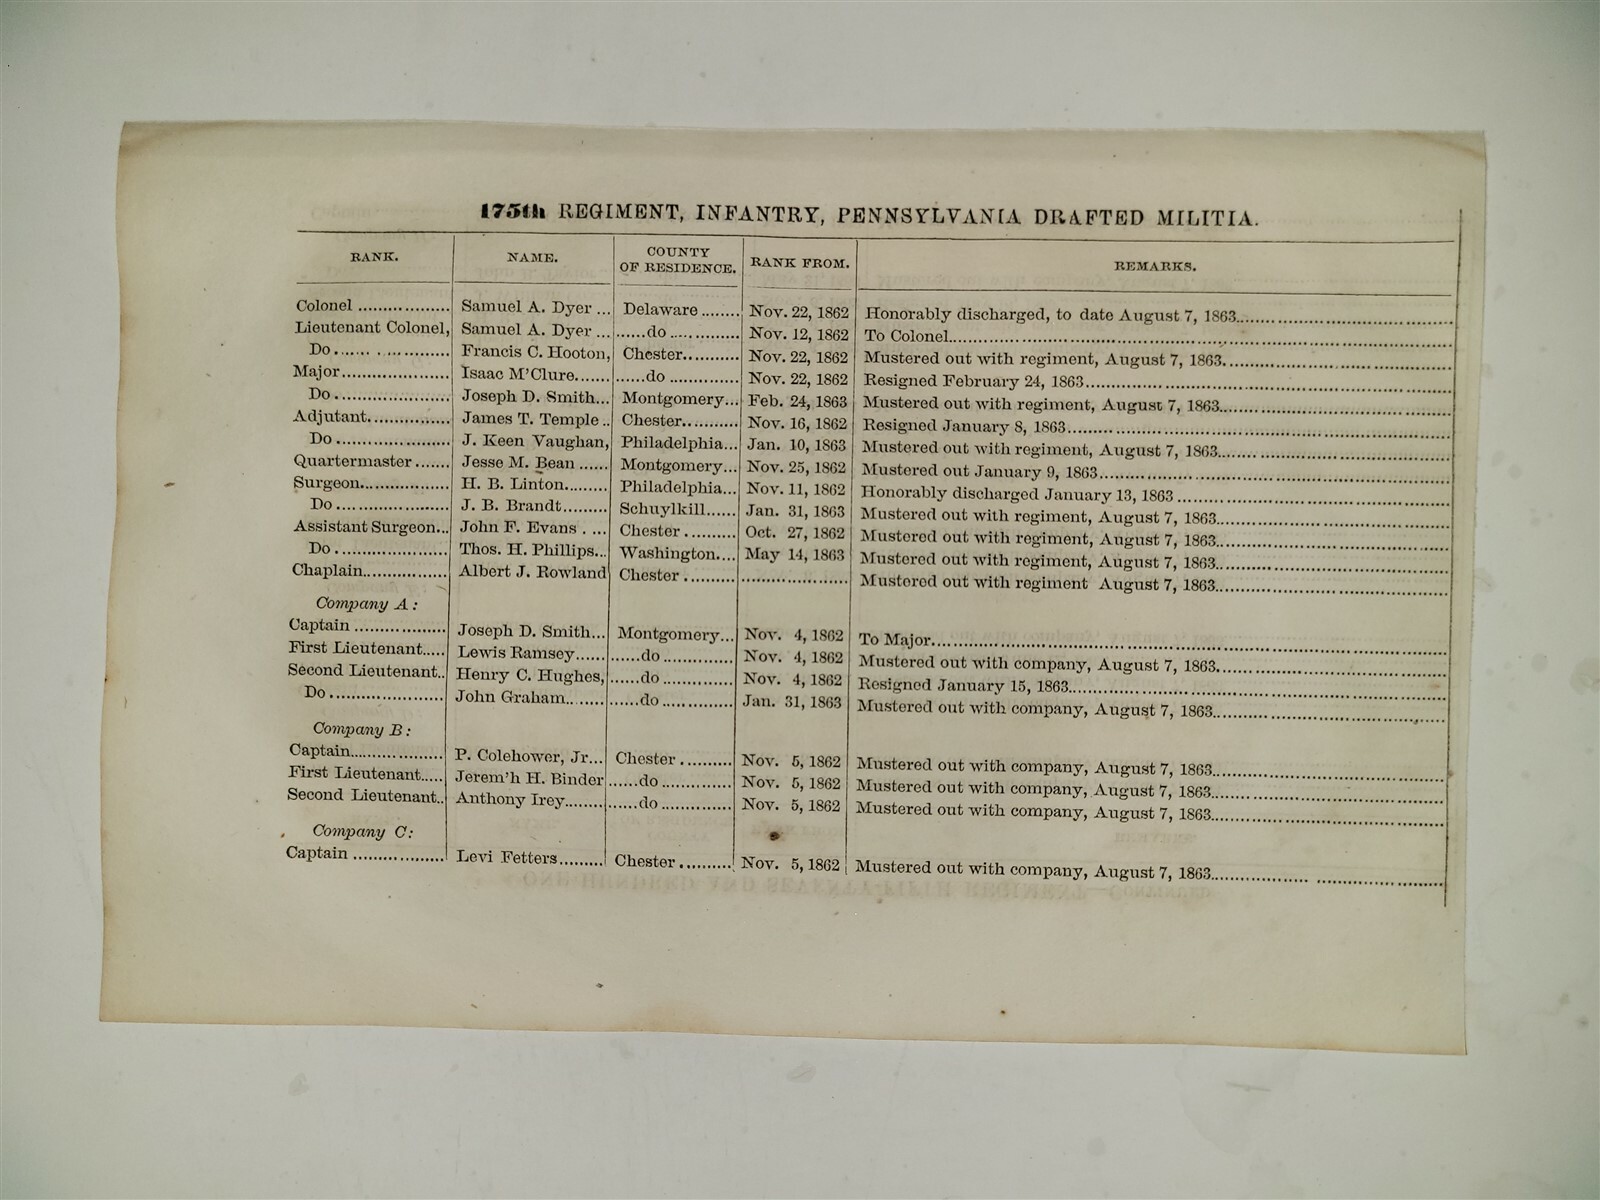 175th REGIMENT, INFANTRY, PENNSYLVANIA DRAFTED MILITIA.
RANK. NAME. COUNTY OF RESIDENCE. RANK FROM. REMARKS.
Colonel Samuel A. Dyer Delaware Nov. 22, 1862 Honorably discharged, to date August 7, 1863
Lieutenant Colonel, Samuel A. Dyer do Nov. 12, 1862 To Colonel
Do Francis C. Hooton, Chester Nov. 22, 1862 Mustered out with regiment, August 7, 1863
Major Isaac M'Clure do Nov. 22, 1862 Resigned February 24, 1863
Do Joseph D. Smith Montgomery Feb. 24, 1863 Mustered out with regiment, August 7, 1863
Adjutant James T. Temple Chester Nov. 16, 1862 Resigned January 8, 1863
Do J. Keen Vaughan, Philadelphia Jan. 10, 1863 Mustered out with regiment, August 7, 1863
Quartermaster Jesse M. Bean Montgomery Nov. 25, 1862 Mustered out January 9, 1863
Surgeon H. B. Linton Philadelphia Nov. 11, 1862 Honorably discharged January 13, 1863
Do J. B. Brandt Schuylkill Jan. 31, 1863 Mustered out with regiment, August 7, 1863
Assistant Surgeon John F. Evans Chester Oct. 27, 1862 Mustered out with regiment, August 7, 1863
Do Thos. H. Phillips Washington May 14, 1863 Mustered out with regiment, August 7, 1863
Chaplain Albert J. Rowland Chester Mustered out with regiment August 7, 1863
Company A:
Captain Joseph D. Smith Montgomery Nov. 4, 1862 To Major
First Lieutenant Lewis Ramsey do Nov. 4, 1862 Mustered out with company, August 7, 1863
Second Lieutenant Henry C. Hughes, do Nov. 4, 1862 Resigned January 15, 1863
Do John Graham do Jan. 31, 1863 Mustered out with company, August 7, 1863
Company B:
Captain P. Colehower, Jr. Chester Nov. 5, 1862 Mustered out with company, August 7, 1863
First Lieutenant Jerem'h H. Binder do Nov. 5, 1862 Mustered out with company, August 7, 1863
Second Lieutenant Anthony Irey do Nov. 5, 1862 Mustered out with company, August 7, 1863
Company C:
Captain Levi Fetters Chester Nov. 5, 1862 Mustered out with company, August 7, 1863